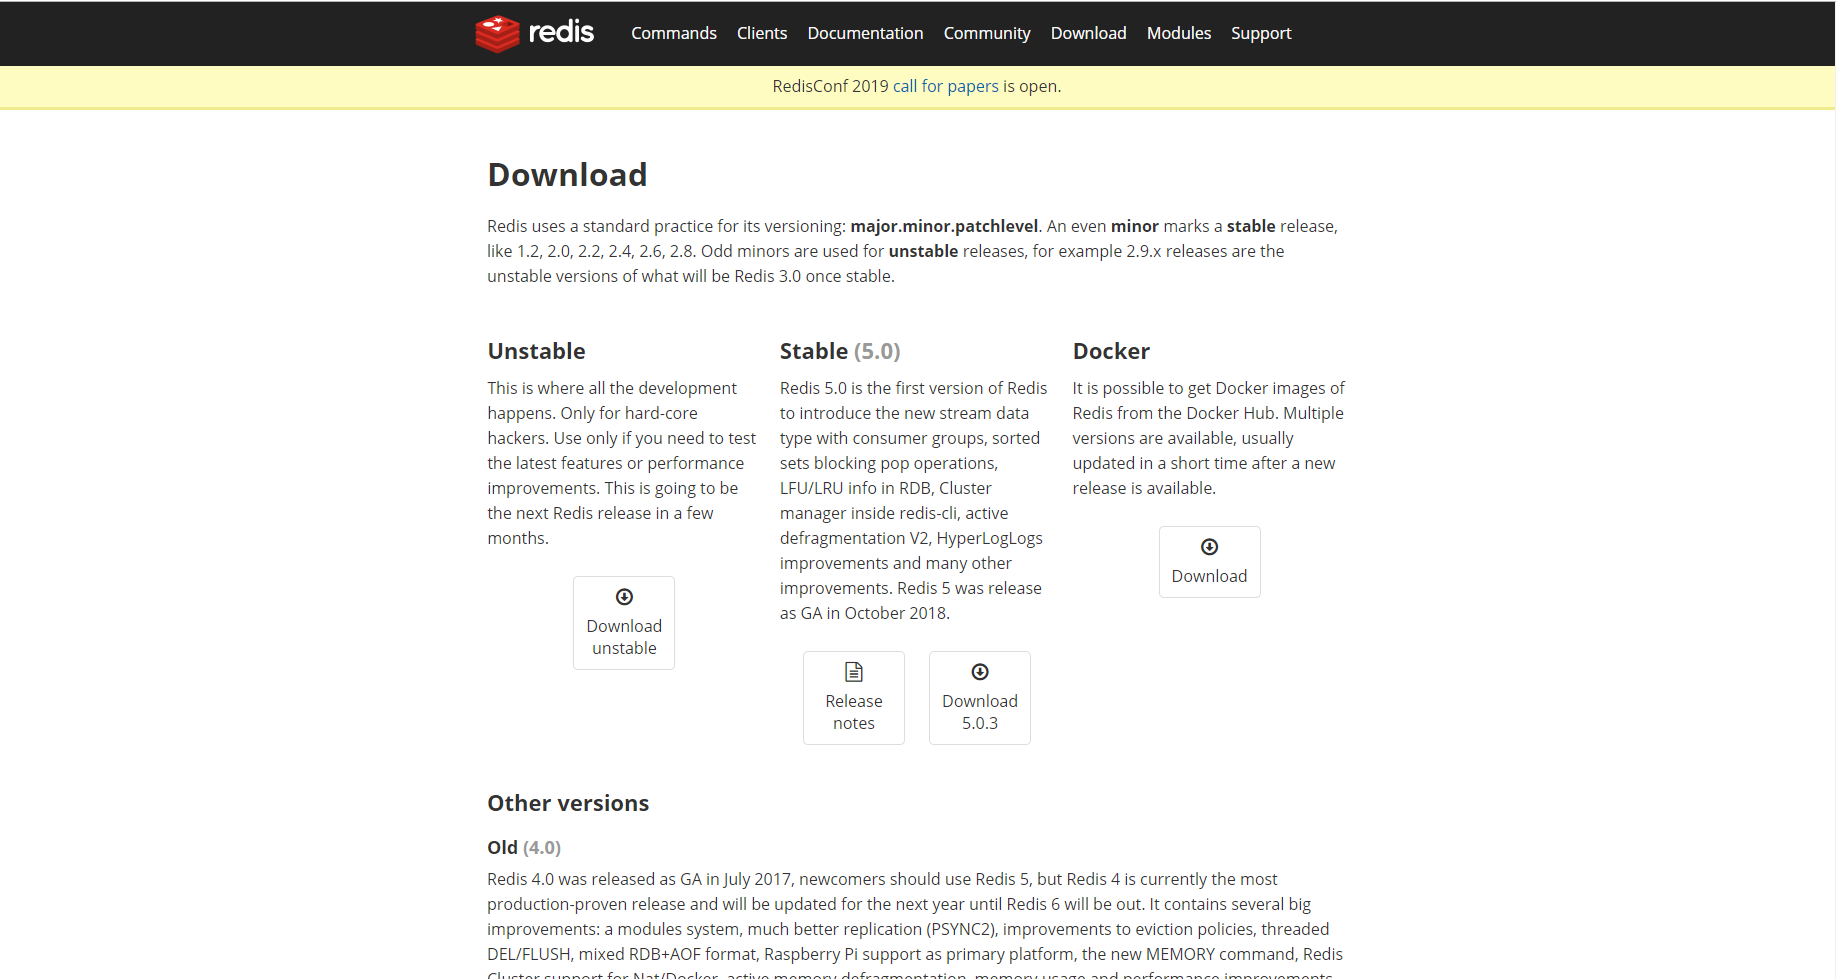 redis Commands Clients Documentation Community Download Modules Support
RedisConf 2019 call for papers is open.
Download
Redis uses a standard practice for its versioning: major.minor.patchlevel. An even minor marks a stable release,
like 1.2, 2.0, 2.2, 2.4, 2.6, 2.8. Odd minors are used for unstable releases, for example 2.9.x releases are the
unstable versions of what will be Redis 3.0 once stable.
Unstable
This is where all the development
happens. Only for hard-core
hackers. Use only if you need to test
the latest features or performance
improvements. This is going to be
the next Redis release in a few
months.
Download
unstable
Stable (5.0)
Redis 5.0 is the first version of Redis
to introduce the new stream data
type with consumer groups, sorted
sets blocking pop operations,
LFU/LRU info in RDB, Cluster
manager inside redis-cli, active
defragmentation V2, HyperLogLogs
improvements and many other
improvements. Redis 5 was release
as GA in October 2018.
Release
notes
Download
5.0.3
Docker
It is possible to get Docker images of
Redis from the Docker Hub. Multiple
versions are available, usually
updated in a short time after a new
release is available.
Download
Other versions
Old (4.0)
Redis 4.0 was released as GA in July 2017, newcomers should use Redis 5, but Redis 4 is currently the most
production-proven release and will be updated for the next year until Redis 6 will be out. It contains several big
improvements: a modules system, much better replication (PSYNC2), improvements to eviction policies, threaded
DEL/FLUSH, mixed RDB+AOF format, Raspberry Pi support as primary platform, the new MEMORY command, Redis
Cluster support for Nat/Docker, active memory defragmentation, memory usage and performance improvements,